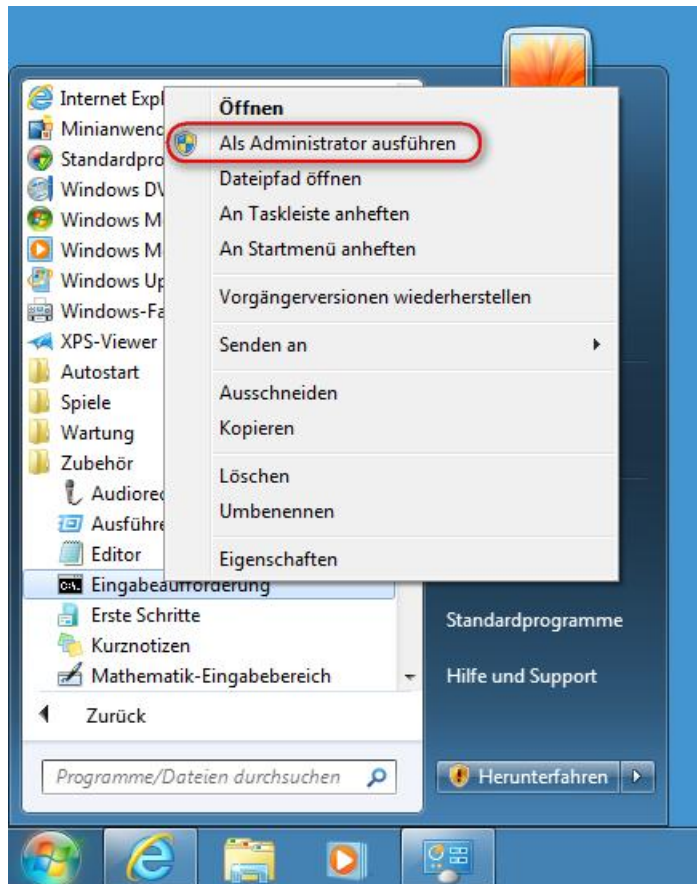 Internet Expl
Minianwend
Standardpro
Windows DV
Windows M
Windows M
Windows Up
Windows-Fa
XPS-Viewer
Autostart
Spiele
Wartung
Zubehör
Audiorec
Ausführe
Editor
Eingabeaufforderung
Erste Schritte
Kurznotizen
Mathematik-Eingabebereich
Zurück
Programme/Dateien durchsuchen
Öffnen
Als Administrator ausführen
Dateipfad öffnen
An Taskleiste anheften
An Startmenü anheften
Vorgängerversionen wiederherstellen
Senden an
Ausschneiden
Kopieren
Löschen
Umbenennen
Eigenschaften
Standardprogramme
Hilfe und Support
Herunterfahren